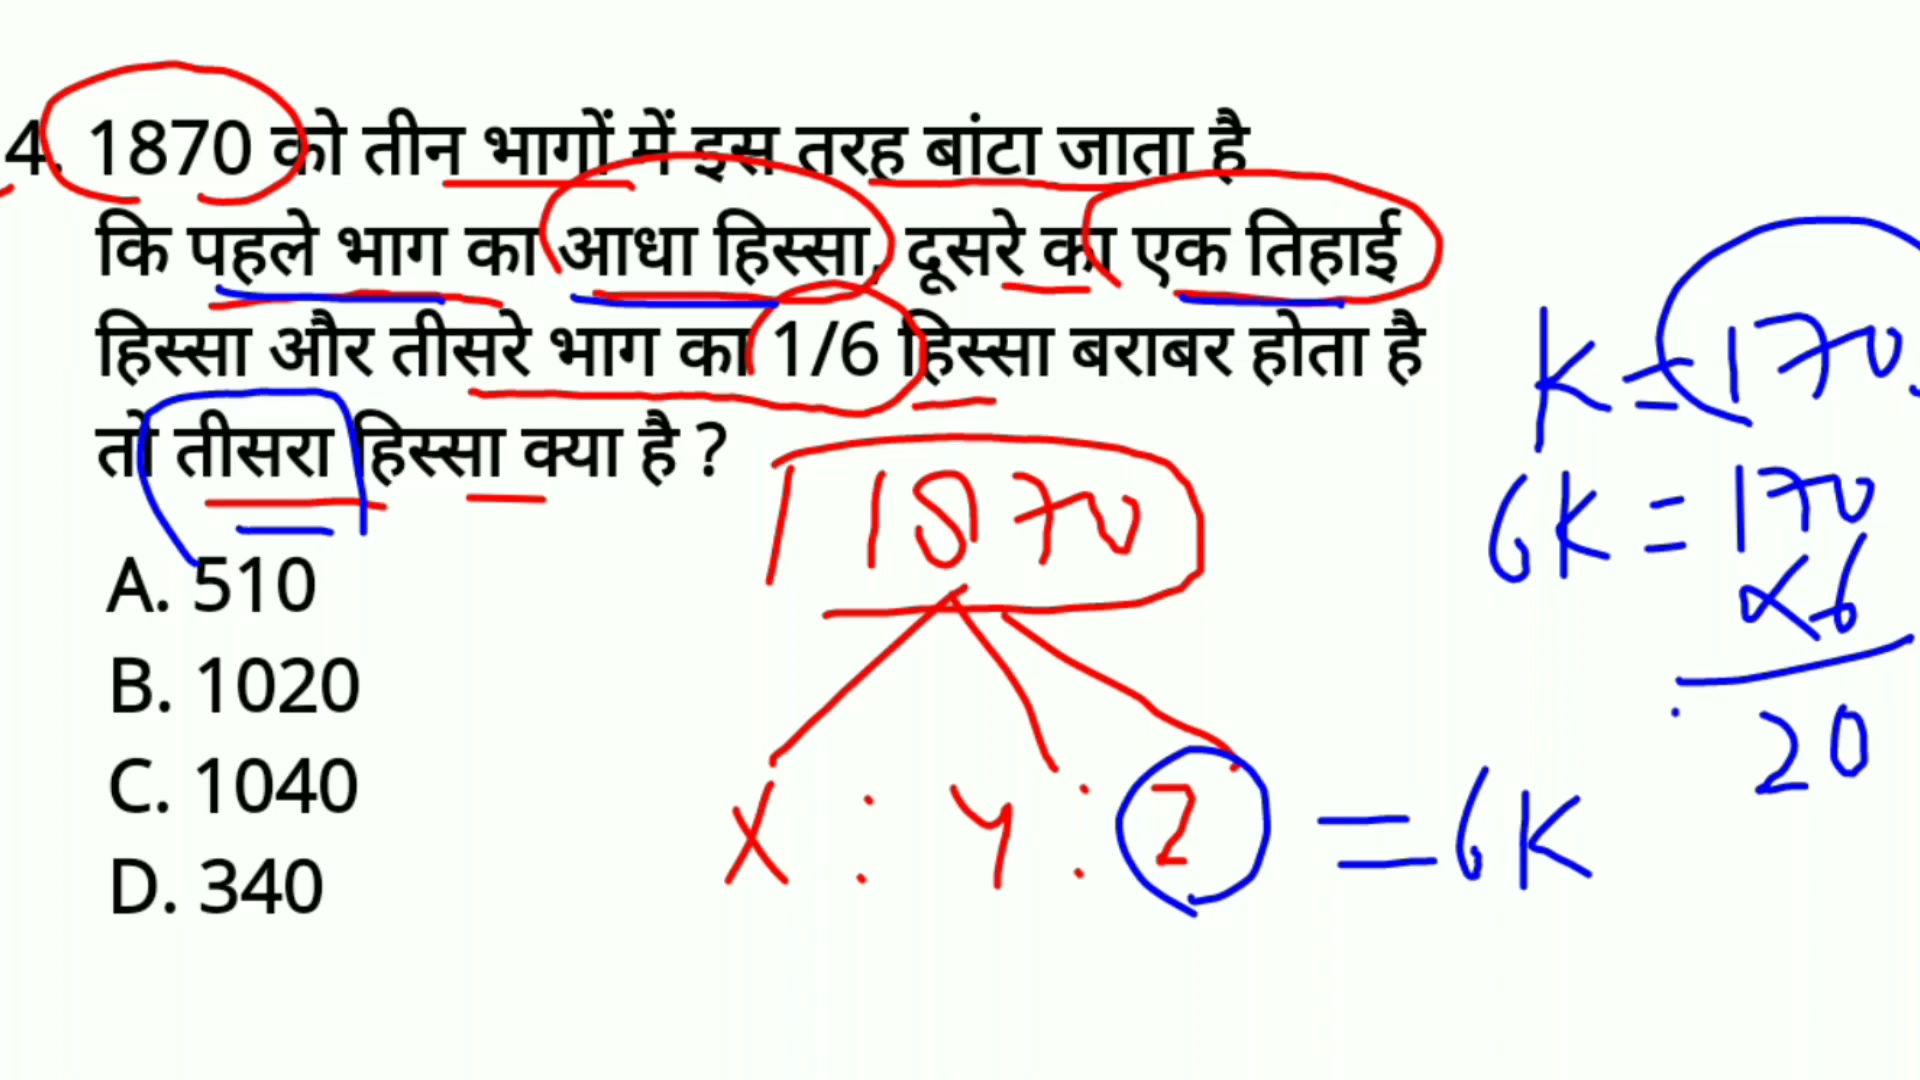 4. 1870 को तीन भागों में इस तरह बांटा जाता है
कि पहले भाग का आधा हिस्सा, दूसरे का एक तिहाई
हिस्सा और तीसरे भाग का 1/6 हिस्सा बराबर होता है
तो तीसरा हिस्सा क्या है ?
A. 510
B. 1020
C. 1040
D. 340
1870
x : y : z = 6K
K = 170
6K = 170
×6
20